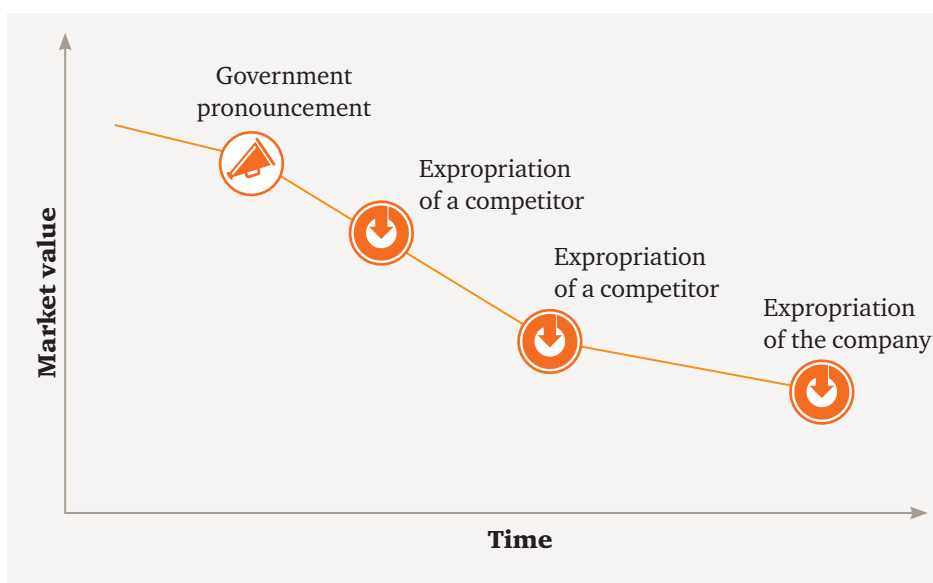 Government
pronouncement
Expropriation
of a competitor
Expropriation
of a competitor
Expropriation
of the company
Market value
Time